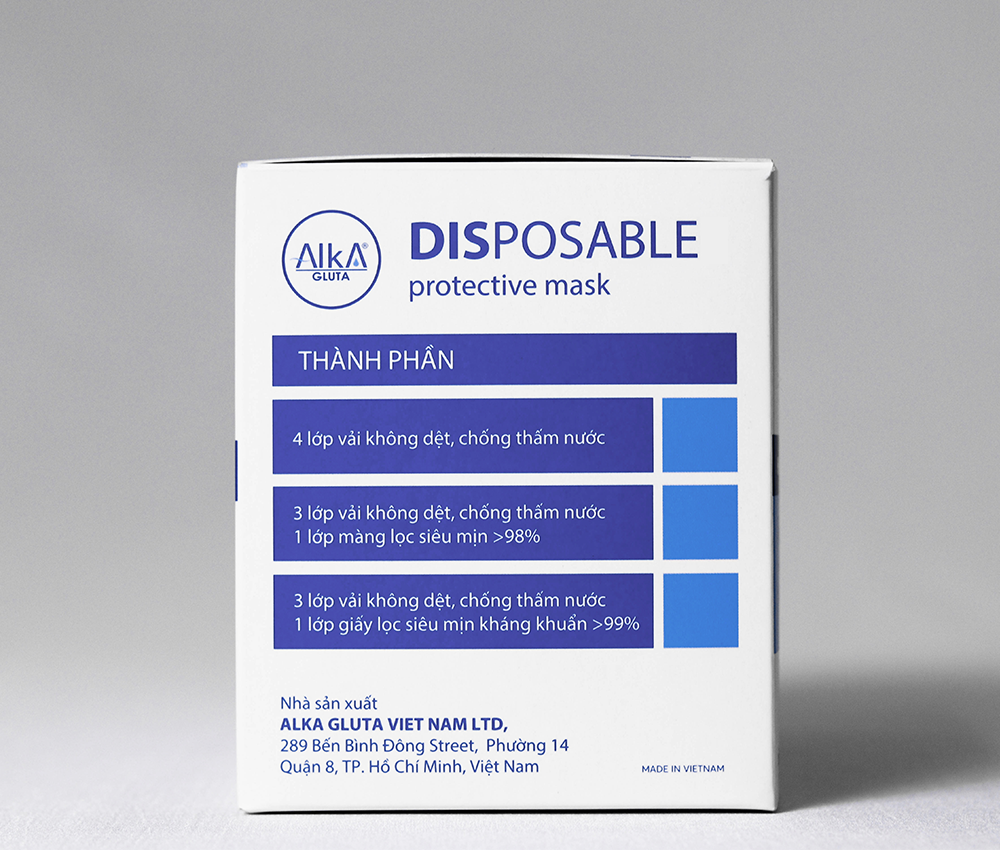 AlkA®
GLUTA
DISPOSABLE
protective mask
THÀNH PHẦN
4 lớp vải không dệt, chống thấm nước
3 lớp vải không dệt, chống thấm nước
1 lớp màng lọc siêu mịn >98%
3 lớp vải không dệt, chống thấm nước
1 lớp giấy lọc siêu mịn kháng khuẩn >99%
Nhà sản xuất
ALKA GLUTA VIET NAM LTD,
289 Bến Bình Đông Street, Phường 14
Quận 8, TP. Hồ Chí Minh, Việt Nam
MADE IN VIETNAM